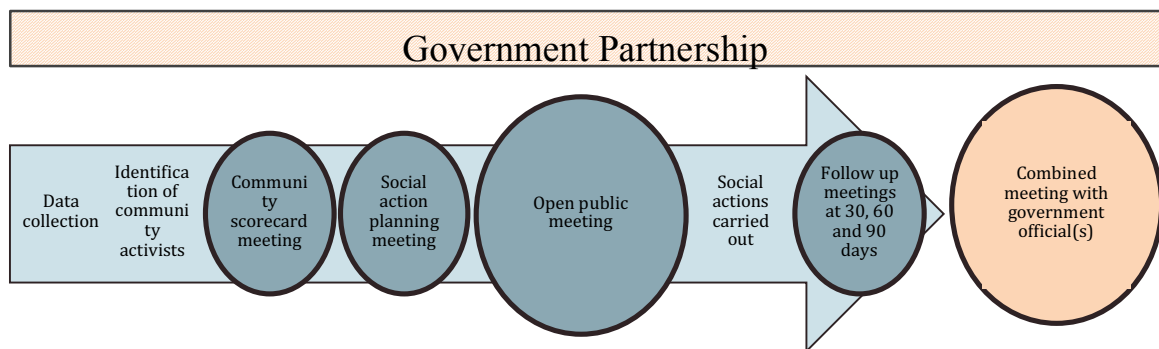 Government Partnership
Data
collection
Identifica
tion of
communi
ty
activists
Communi
ty
scorecard
meeting
Social
action
planning
meeting
Open public
meeting
Social
actions
carried
out
Follow up
meetings
at 30, 60
and 90
days
Combined
meeting with
government
official(s)